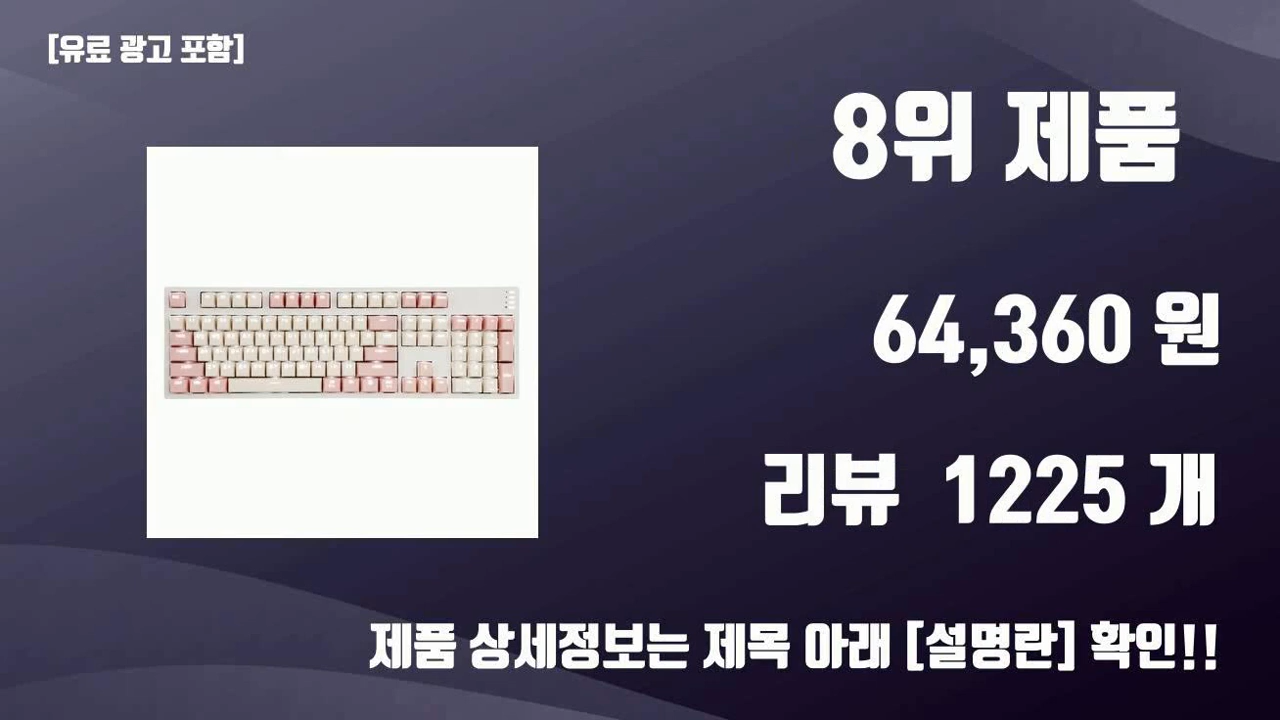 [유료 광고 포함]
8위 제품
64,360 원
리뷰 1225 개
제품 상세정보는 제목 아래 [설명란] 확인!!